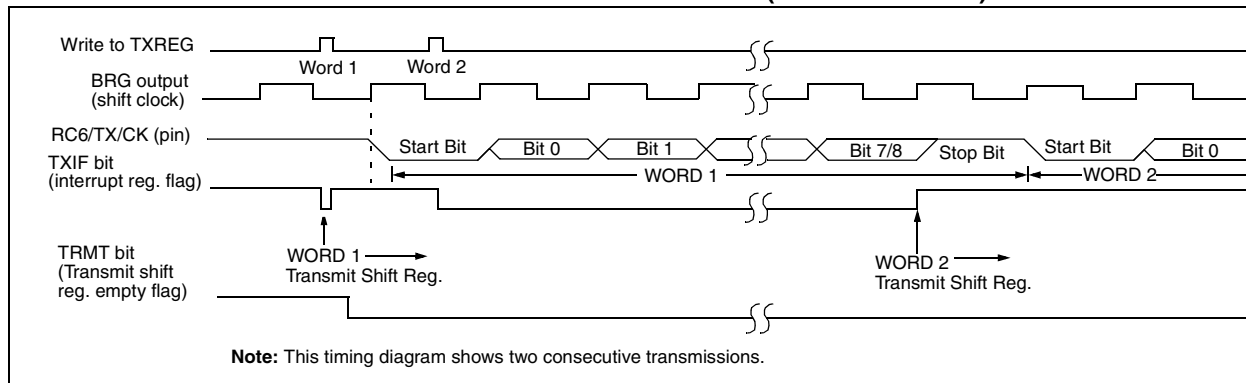 Write to TXREG
Word 1
Word 2
BRG output
(shift clock)
RC6/TX/CK (pin)
Start Bit
Bit 0
Bit 1
Bit 7/8
Stop Bit
Start Bit
Bit 0
TXIF bit
(interrupt reg. flag)
WORD 1
WORD 2
TRMT bit
(Transmit shift
reg. empty flag)
WORD 1
Transmit Shift Reg.
WORD 2
Transmit Shift Reg.
Note: This timing diagram shows two consecutive transmissions.